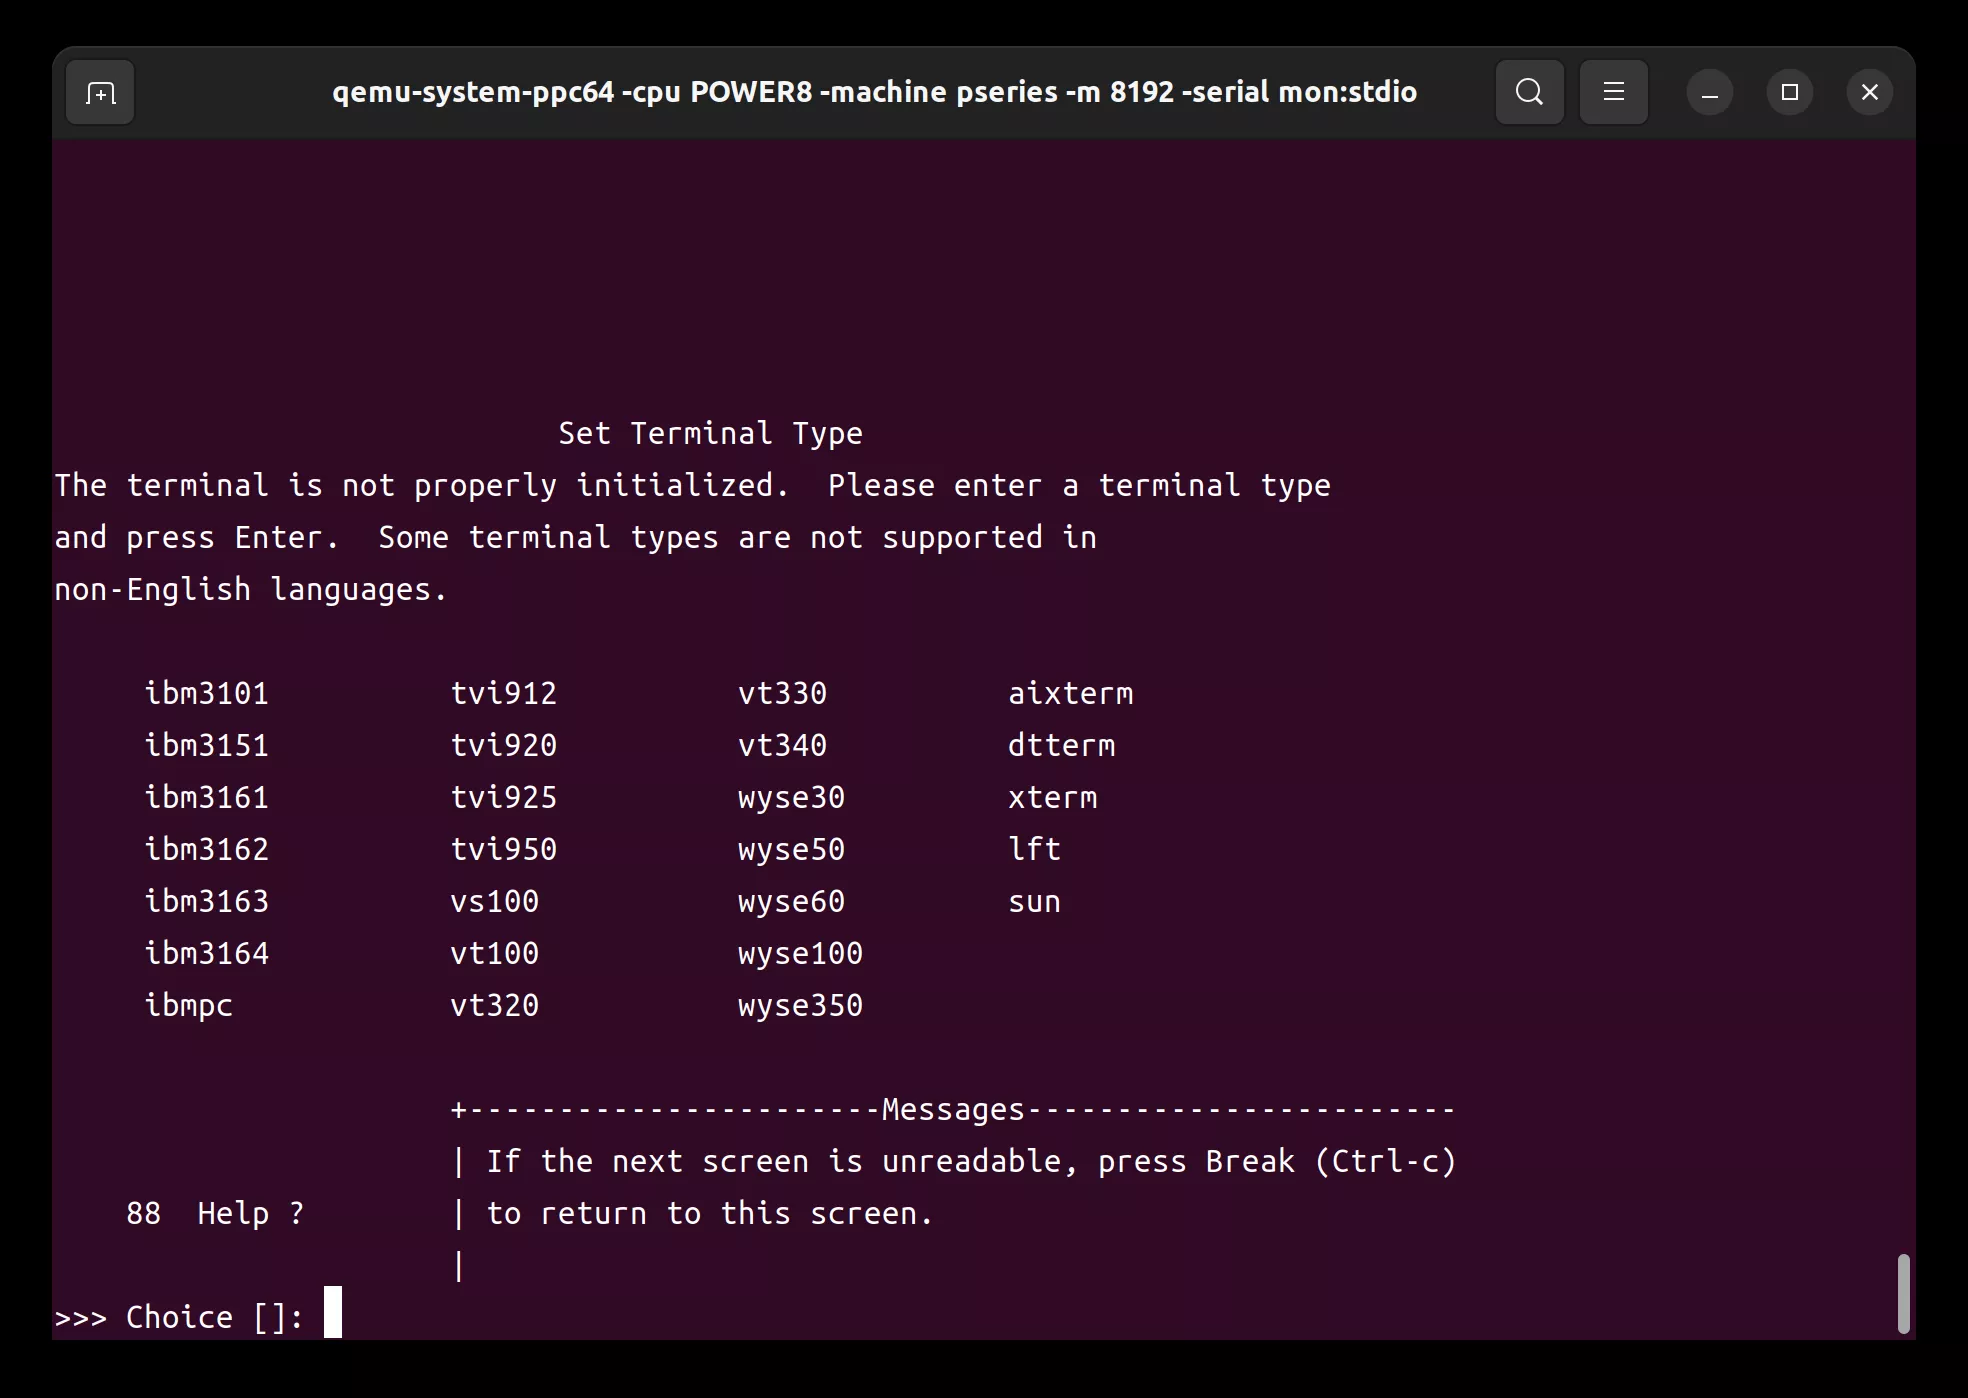 qemu-system-ppc64 -cpu POWER8 -machine pseries -m 8192 -serial mon:stdio
Set Terminal Type
The terminal is not properly initialized.  Please enter a terminal type
and press Enter.  Some terminal types are not supported in
non-English languages.
ibm3101          tvi912          vt330          aixterm
ibm3151          tvi920          vt340          dtterm
ibm3161          tvi925          wyse30         xterm
ibm3162          tvi950          wyse50         lft
ibm3163          vs100           wyse60         sun
ibm3164          vt100           wyse100
ibmpc            vt320           wyse350
+-----------------------Messages------------------------
| If the next screen is unreadable, press Break (Ctrl-c)
88  Help ?        | to return to this screen.
|
>>> Choice []: